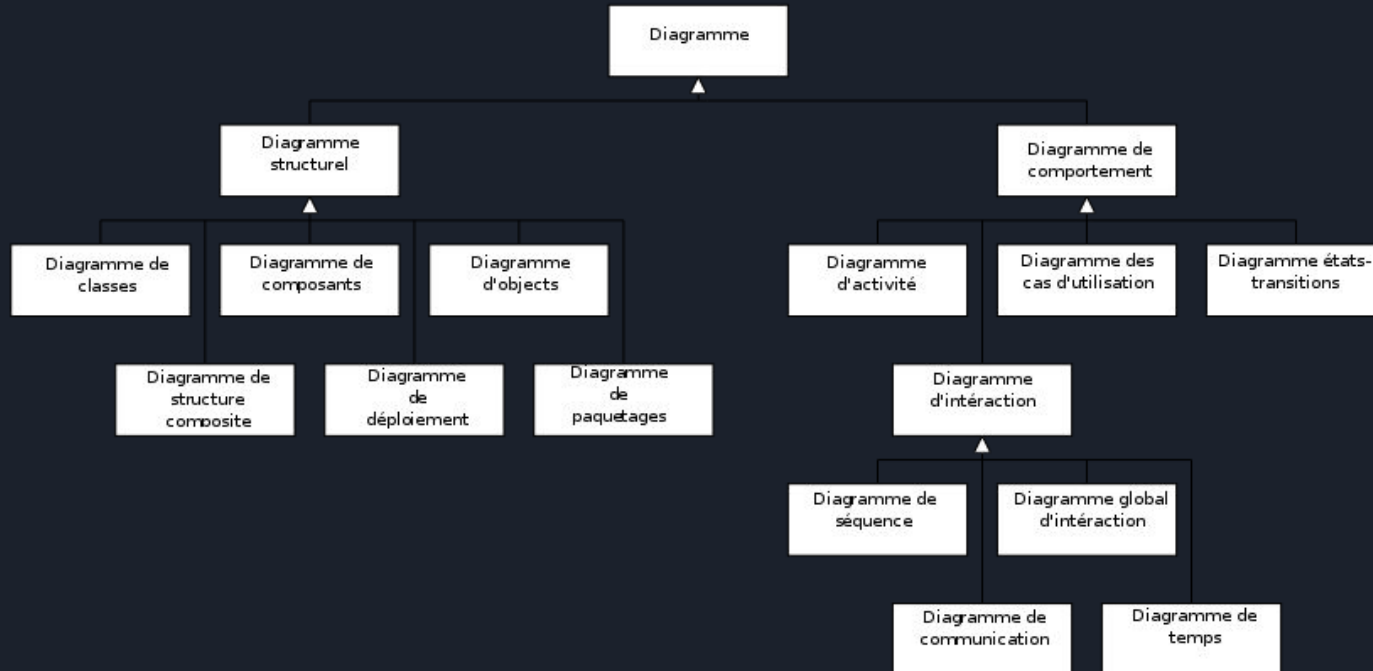 Diagramme
Diagramme
structurel
Diagramme de
comportement
Diagramme de
classes
Diagramme de
composants
Diagramme
d'objects
Diagramme
d'activité
Diagramme des
cas d'utilisation
Diagramme états-
transitions
Diagramme de
structure
composite
Diagramme
de
déploiement
Diagramme
de
paquetages
Diagramme
d'intéraction
Diagramme de
séquence
Diagramme global
d'intéraction
Diagramme de
communication
Diagramme de
temps